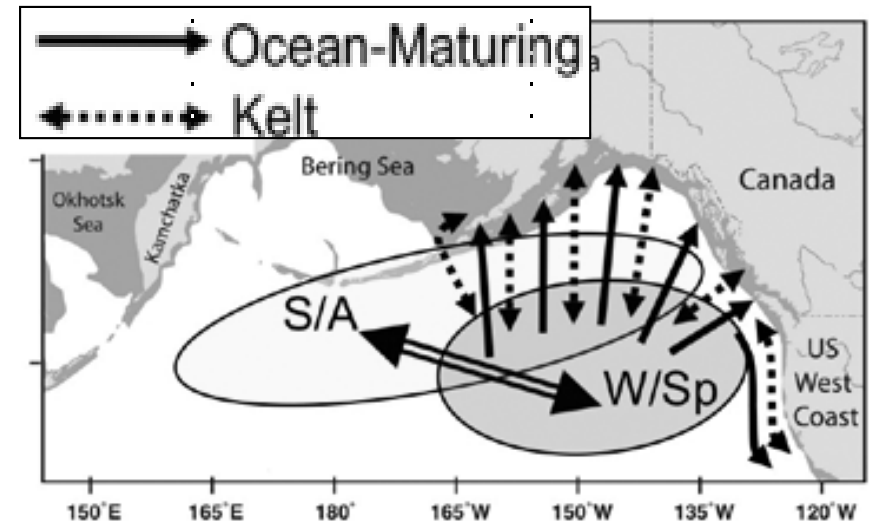 Ocean-Maturing
Kelt
a
Bering Sea
Okhotsk
Sea
Kamchatka
Canada
S/A
W/Sp
US
West
Coast
150°E
165°E
180°
165°W
150°W
135°W
120°W